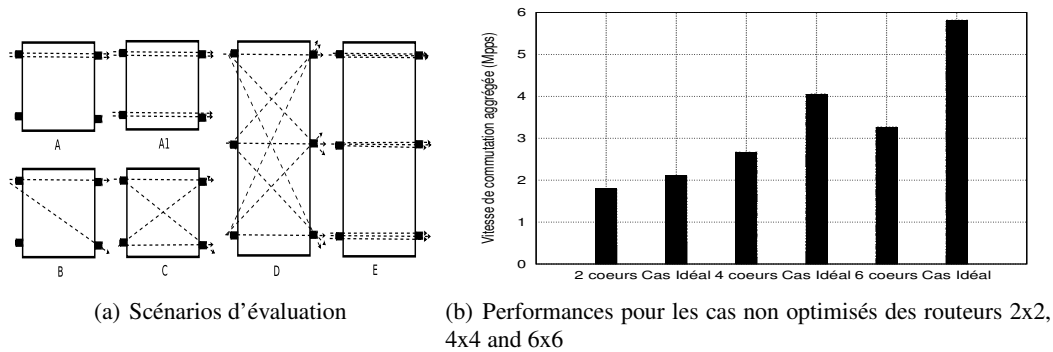 A
A1
B
C
D
E
Vitesse de commutation aggrégée (Mpps)
6
5
4
3
2
1
0
2 coeurs Cas Idéal 4 coeurs Cas Idéal 6 coeurs Cas Idéal
(a) Scénarios d'évaluation
(b) Performances pour les cas non optimisés des routeurs 2x2,
4x4 and 6x6